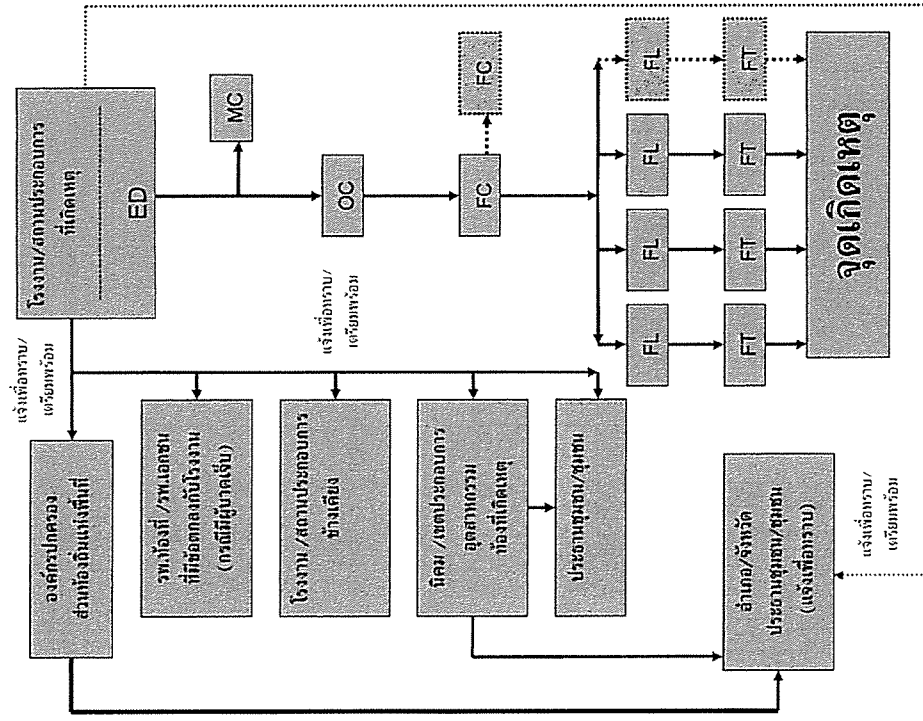 โรงงาน/สถานประกอบการ
ที่เกิดเหตุ
ED
MC
OC
FC
FC
FL
FL
FL
FL
FT
FT
FT
FT
จุดเกิดเหตุ
แจ้งเพื่อทราบ/
เตรียมพร้อม
แจ้งเพื่อทราบ/
เตรียมพร้อม
องค์กรปกครอง
ส่วนท้องถิ่นแห่งพื้นที่
รพ.ท้องที่ /รพ.เอกชน
ที่มีข้อตกลงกับโรงงาน
(กรณีมีผู้บาดเจ็บ)
โรงงาน /สถานประกอบการ
ข้างเคียง
นิคม /เขตประกอบการ
อุตสาหกรรม
ท้องที่เกิดเหตุ
ประธานชุมชน/ชุมชน
อำเภอ/จังหวัด
ประธานชุมชน/ชุมชน
(แจ้งเพื่อทราบ)
แจ้งเพื่อทราบ/
เตรียมพร้อม